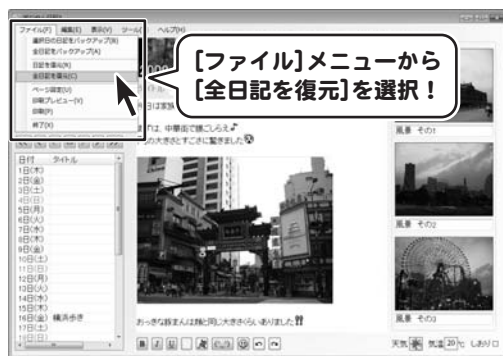 ファイル(F) 編集(E) 表示(V) ツール(T) ヘルプ(H)
選択日の日記をバックアップ(B)
全日記をバックアップ(A)
日記を復元(R)
全日記を復元(C)
ページ設定(U)
印刷プレビュー(V)
印刷(P)
終了(X)
[ファイル]メニューから
[全日記を復元]を選択！
は、中華街で腹ごしらえ♪
の大きさとすごさに驚きました
日付 タイトル
1日(木)
2日(金)
3日(土)
4日(日)
5日(月)
6日(火)
7日(水)
8日(木)
9日(金)
10日(土)
11日(日)
12日(月)
13日(火)
14日(水)
15日(木)
16日(金) 横浜歩き
17日(土)
18日(日)
おっきな豚まんは顔と同じ大きさくらいありました!!
風景 その1
風景 その2
風景 その3
B I U
天気 気温 20 ℃ しおり